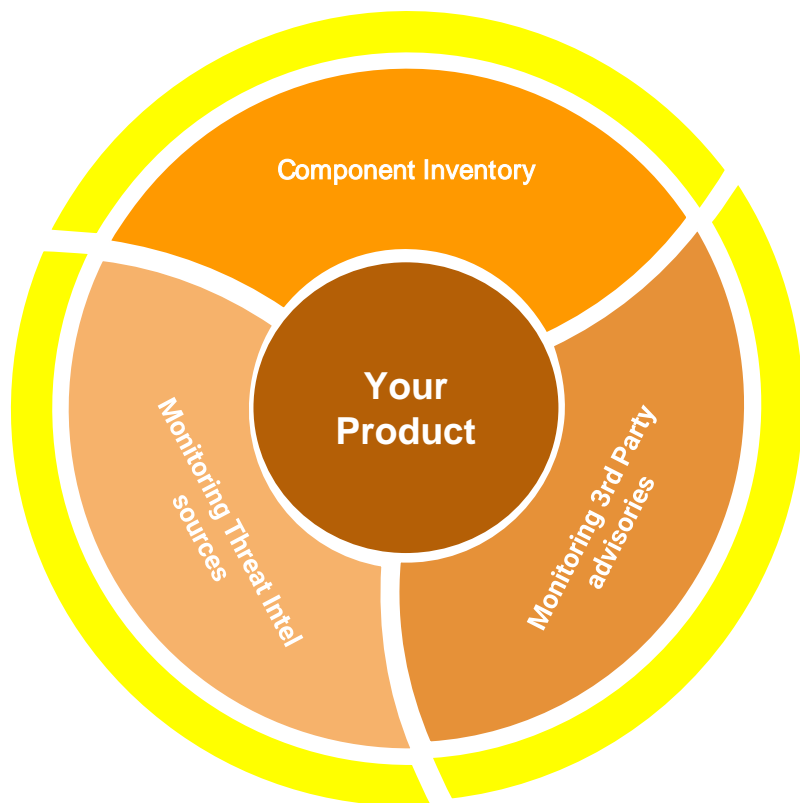 Component Inventory
Your
Product
Monitoring Threat Intel
sources
Monitoring 3rd Party
advisories